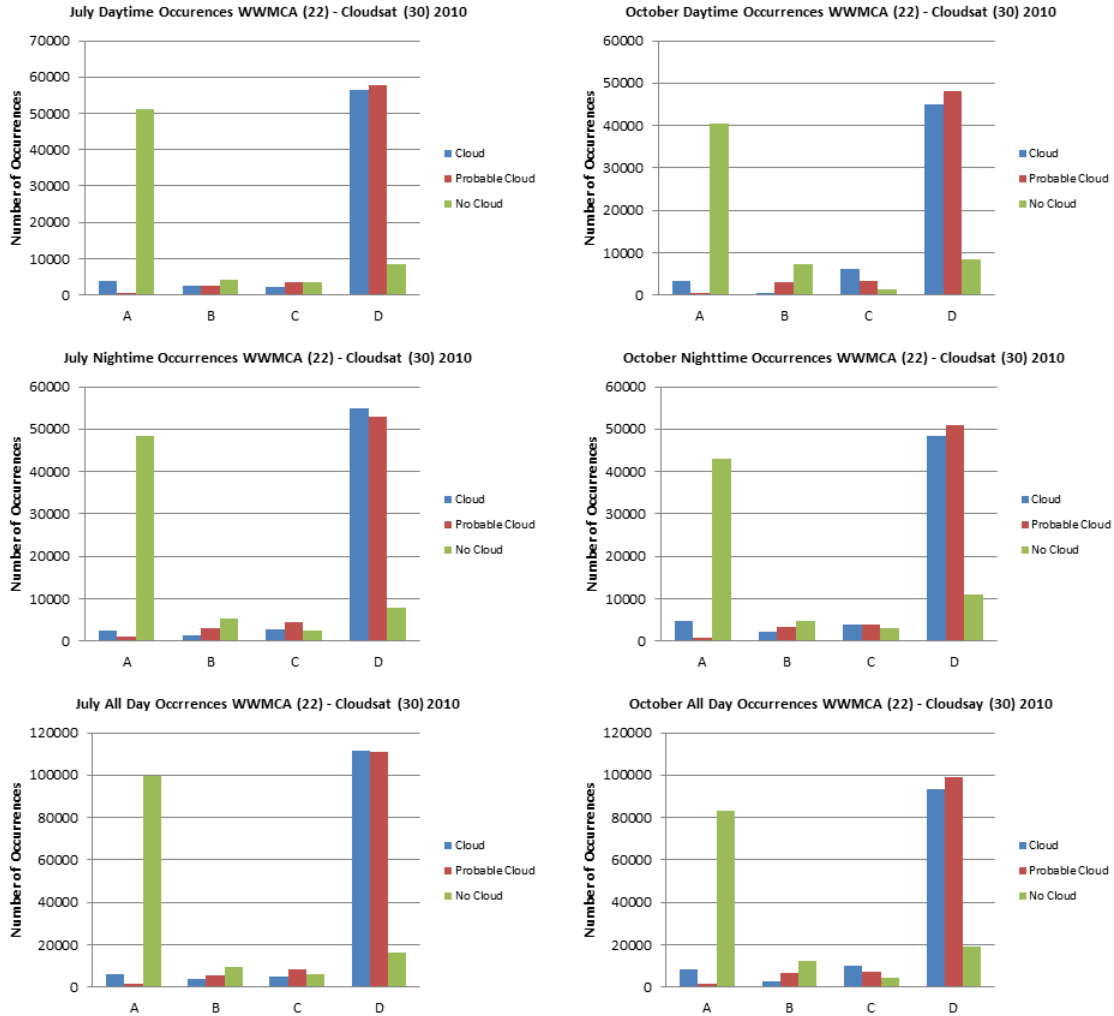 July Daytime Occurences WWMCA (22) - Cloudsat (30) 2010
Number of Occurrences
70000
60000
50000
40000
30000
20000
10000
0
A B C D
Cloud
Probable Cloud
No Cloud
October Daytime Occurences WWMCA (22) - Cloudsat (30) 2010
Number of Occurrences
60000
50000
40000
30000
20000
10000
0
A B C D
Cloud
Probable Cloud
No Cloud
July Nightime Occurrences WWMCA (22) - Cloudsat (30) 2010
Number of Occurrences
60000
50000
40000
30000
20000
10000
0
A B C D
Cloud
Probable Cloud
No Cloud
October Nighttime Occurrences WWMCA (22) - Cloudsat (30) 2010
Number of Occurrences
60000
50000
40000
30000
20000
10000
0
A B C D
Cloud
Probable Cloud
No Cloud
July All Day Occrrences WWMCA (22) - Cloudsat (30) 2010
Number of Occurrences
120000
100000
80000
60000
40000
20000
0
A B C D
Cloud
Probable Cloud
No Cloud
October All Day Occurrences WWMCA (22) - Cloudsay (30) 2010
Number of Occurrences
120000
100000
80000
60000
40000
20000
0
A B C D
Cloud
Probable Cloud
No Cloud